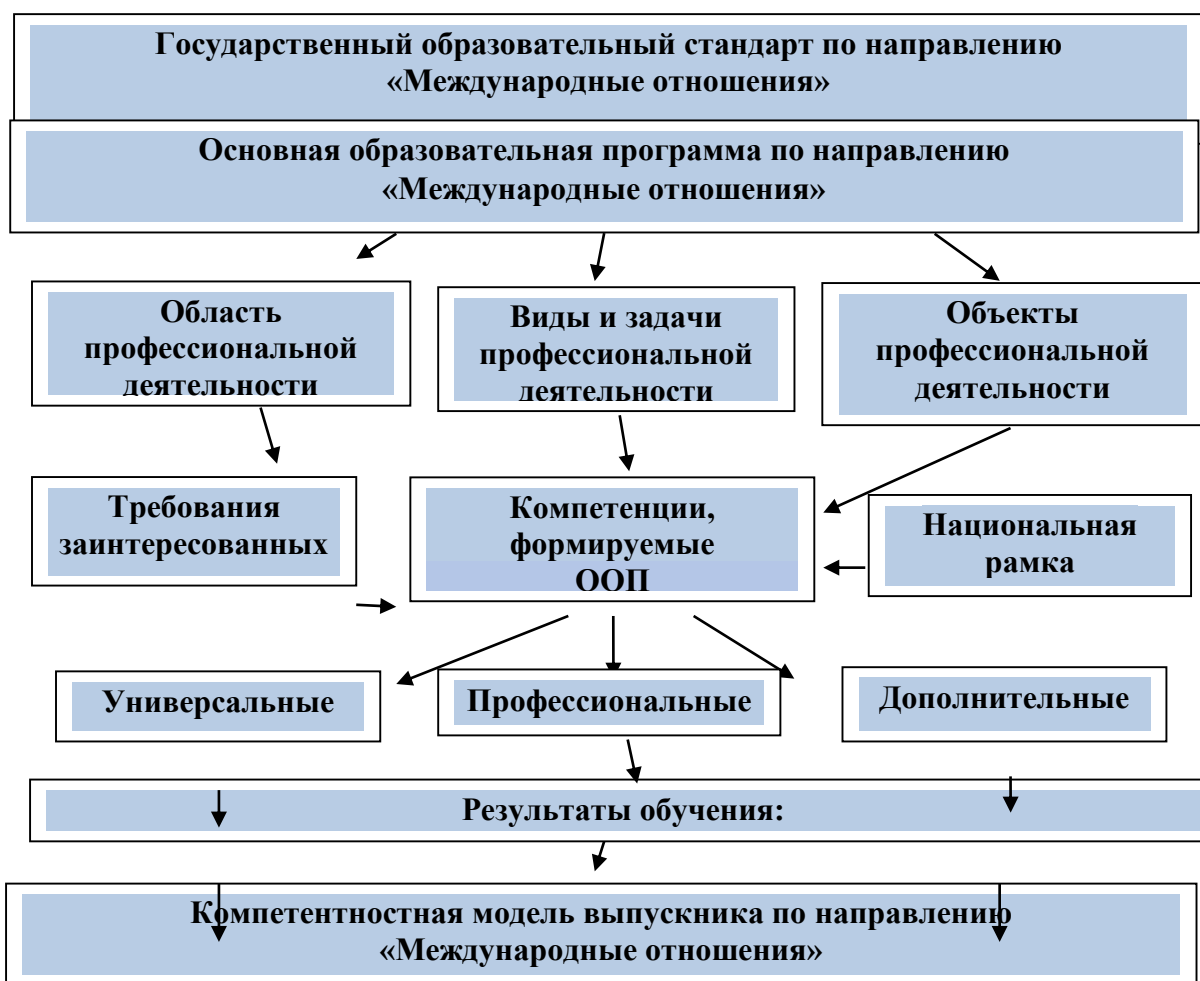 Государственный образовательный стандарт по направлению
«Международные отношения»
Основная образовательная программа по направлению
«Международные отношения»
Область
профессиональной
деятельности
Виды и задачи
профессиональной
деятельности
Объекты
профессиональной
деятельности
Требования
заинтересованных
Компетенции,
формируемые
ООП
Национальная
рамка
Универсальные
Профессиональные
Дополнительные
Результаты обучения:
Компетентностная модель выпускника по направлению
«Международные отношения»